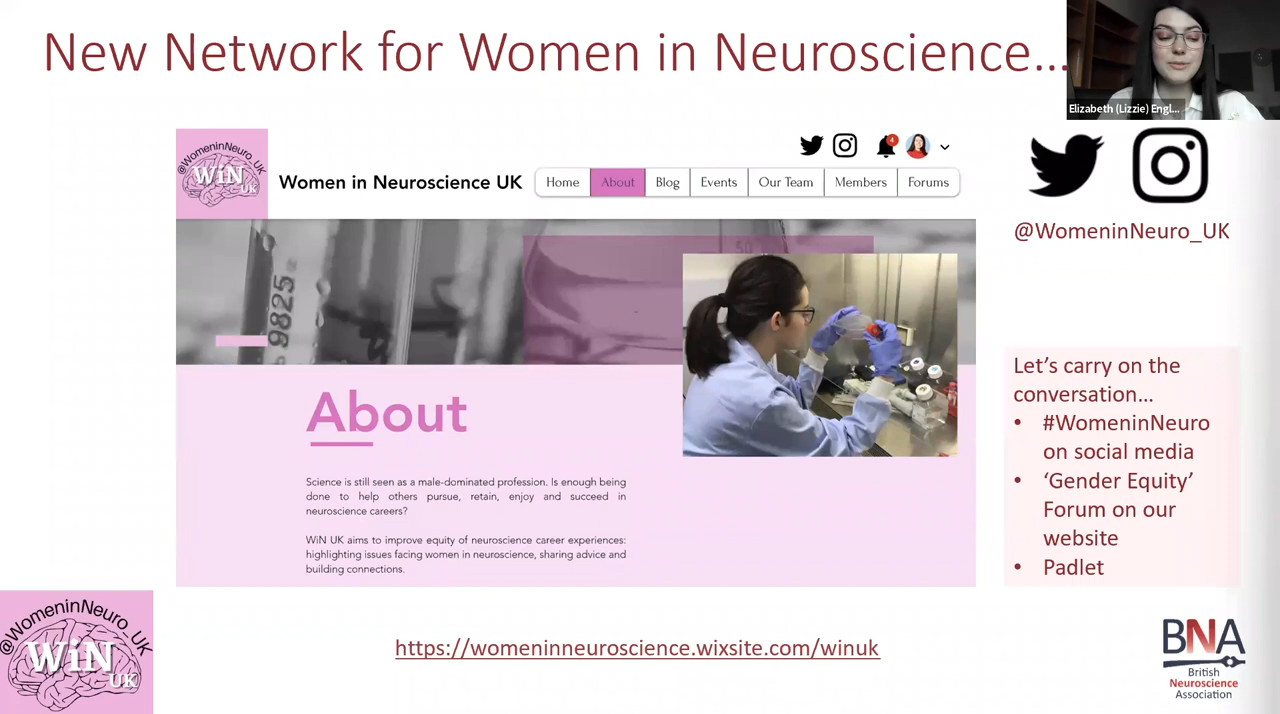 New Network for Women in Neuroscience...
Elizabeth (Lizzie) Engl...
@WomeninNeuro_UK
WiN
UK
Women in Neuroscience UK
4
Home
About
Blog
Events
Our Team
Members
Forums
@WomeninNeuro_UK
9825
50
About
Science is still seen as a male-dominated profession. Is enough being
done to help others pursue, retain, enjoy and succeed in
neuroscience careers?
WiN UK aims to improve equity of neuroscience career experiences:
highlighting issues facing women in neuroscience, sharing advice and
building connections.
Let's carry on the
conversation...
• #WomeninNeuro
on social media
• ‘Gender Equity’
Forum on our
website
• Padlet
@WomeninNeuro_UK
WiN
UK
https://womeninneuroscience.wixsite.com/winuk
BNA
British
Neuroscience
Association